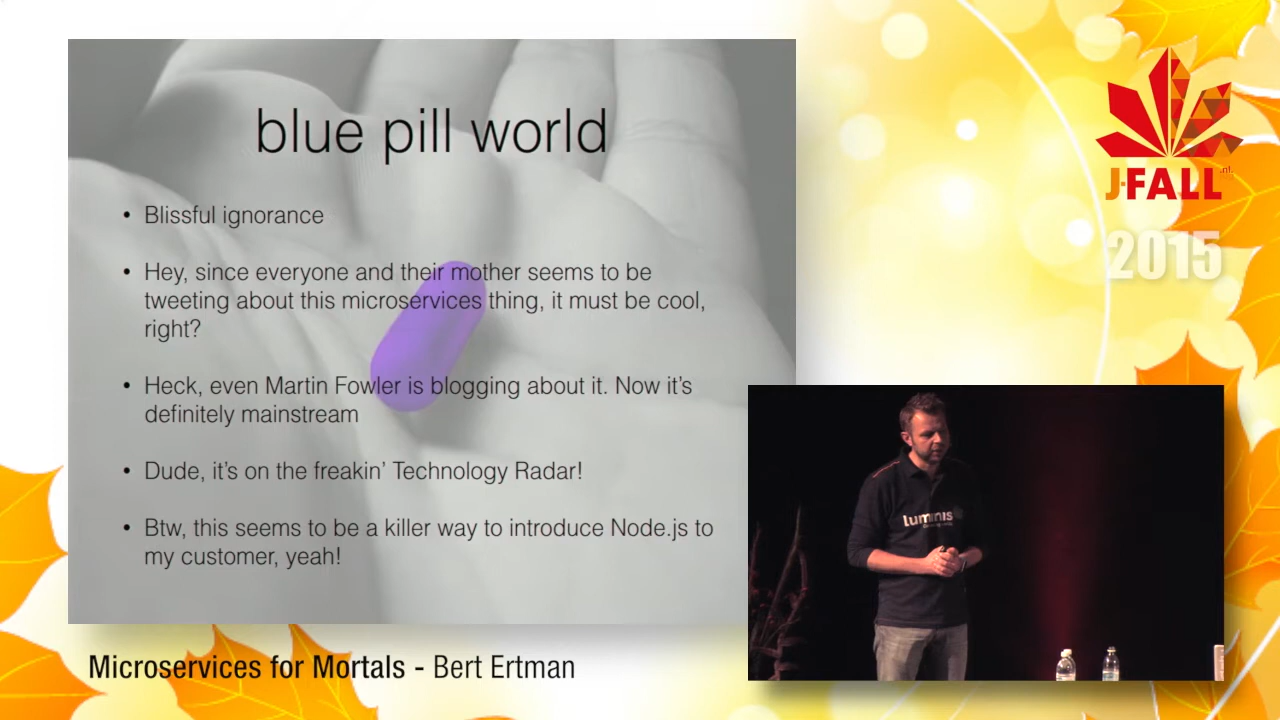 blue pill world
• Blissful ignorance
• Hey, since everyone and their mother seems to be
tweeting about this microservices thing, it must be cool,
right?
• Heck, even Martin Fowler is blogging about it. Now it's
definitely mainstream
• Dude, it's on the freakin' Technology Radar!
• Btw, this seems to be a killer way to introduce Node.js to
my customer, yeah!
J-FALL.nl
2015
luminis
Microservices for Mortals - Bert Ertman